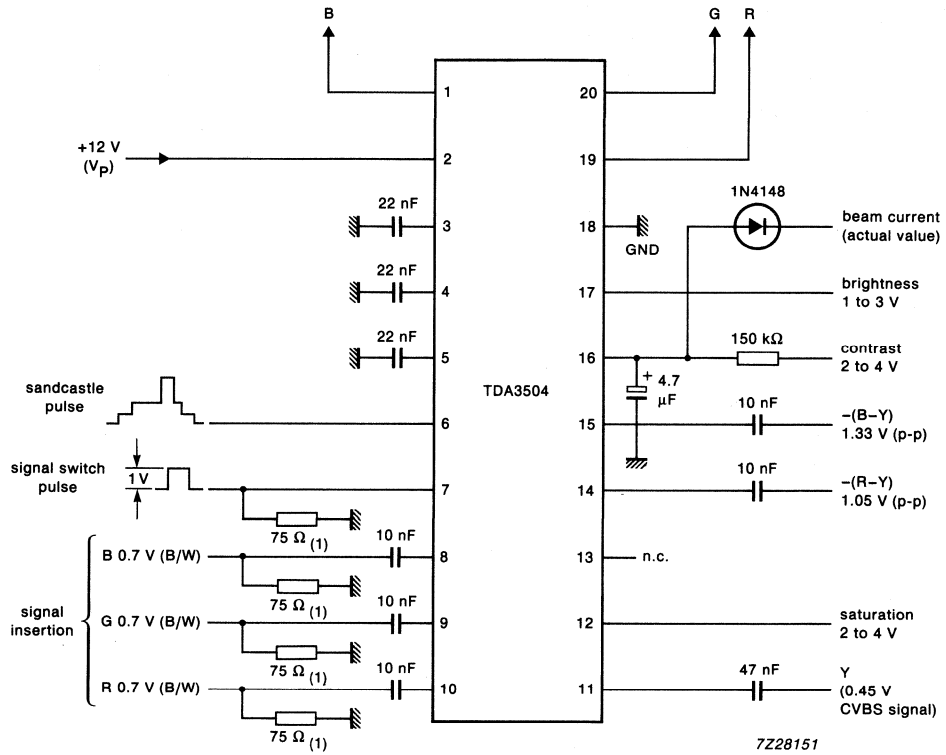 B
G
R
1
20
+12 V
(VP)
2
19
22 nF
3
18
GND
1N4148
beam current
(actual value)
22 nF
4
17
brightness
1 to 3 V
22 nF
5
16
150 kΩ
contrast
2 to 4 V
TDA3504
+
4.7
μF
sandcastle
pulse
6
15
10 nF
–(B–Y)
1.33 V (p-p)
signal switch
pulse
1 V
7
14
10 nF
–(R–Y)
1.05 V (p-p)
75 Ω (1)
signal
insertion
B 0.7 V (B/W)
10 nF
8
13
n.c.
75 Ω (1)
G 0.7 V (B/W)
10 nF
9
12
saturation
2 to 4 V
75 Ω (1)
R 0.7 V (B/W)
10 nF
10
11
47 nF
Y
(0.45 V
CVBS signal)
75 Ω (1)
7Z28151